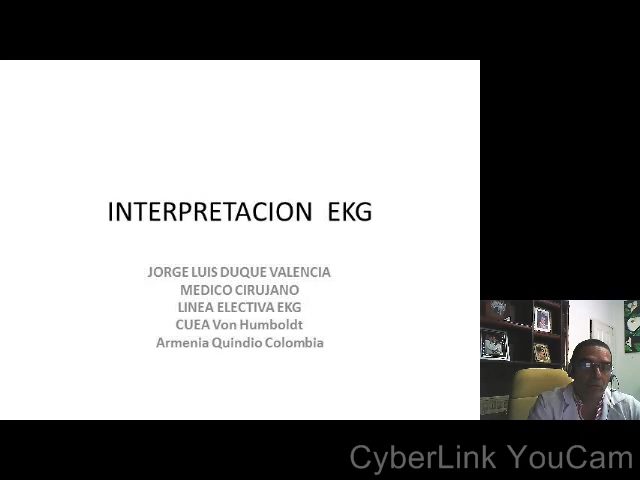 INTERPRETACION EKG
JORGE LUIS DUQUE VALENCIA
MEDICO CIRUJANO
LINEA ELECTIVA EKG
CUEA Von Humboldt
Armenia Quindio Colombia
CyberLink YouCam